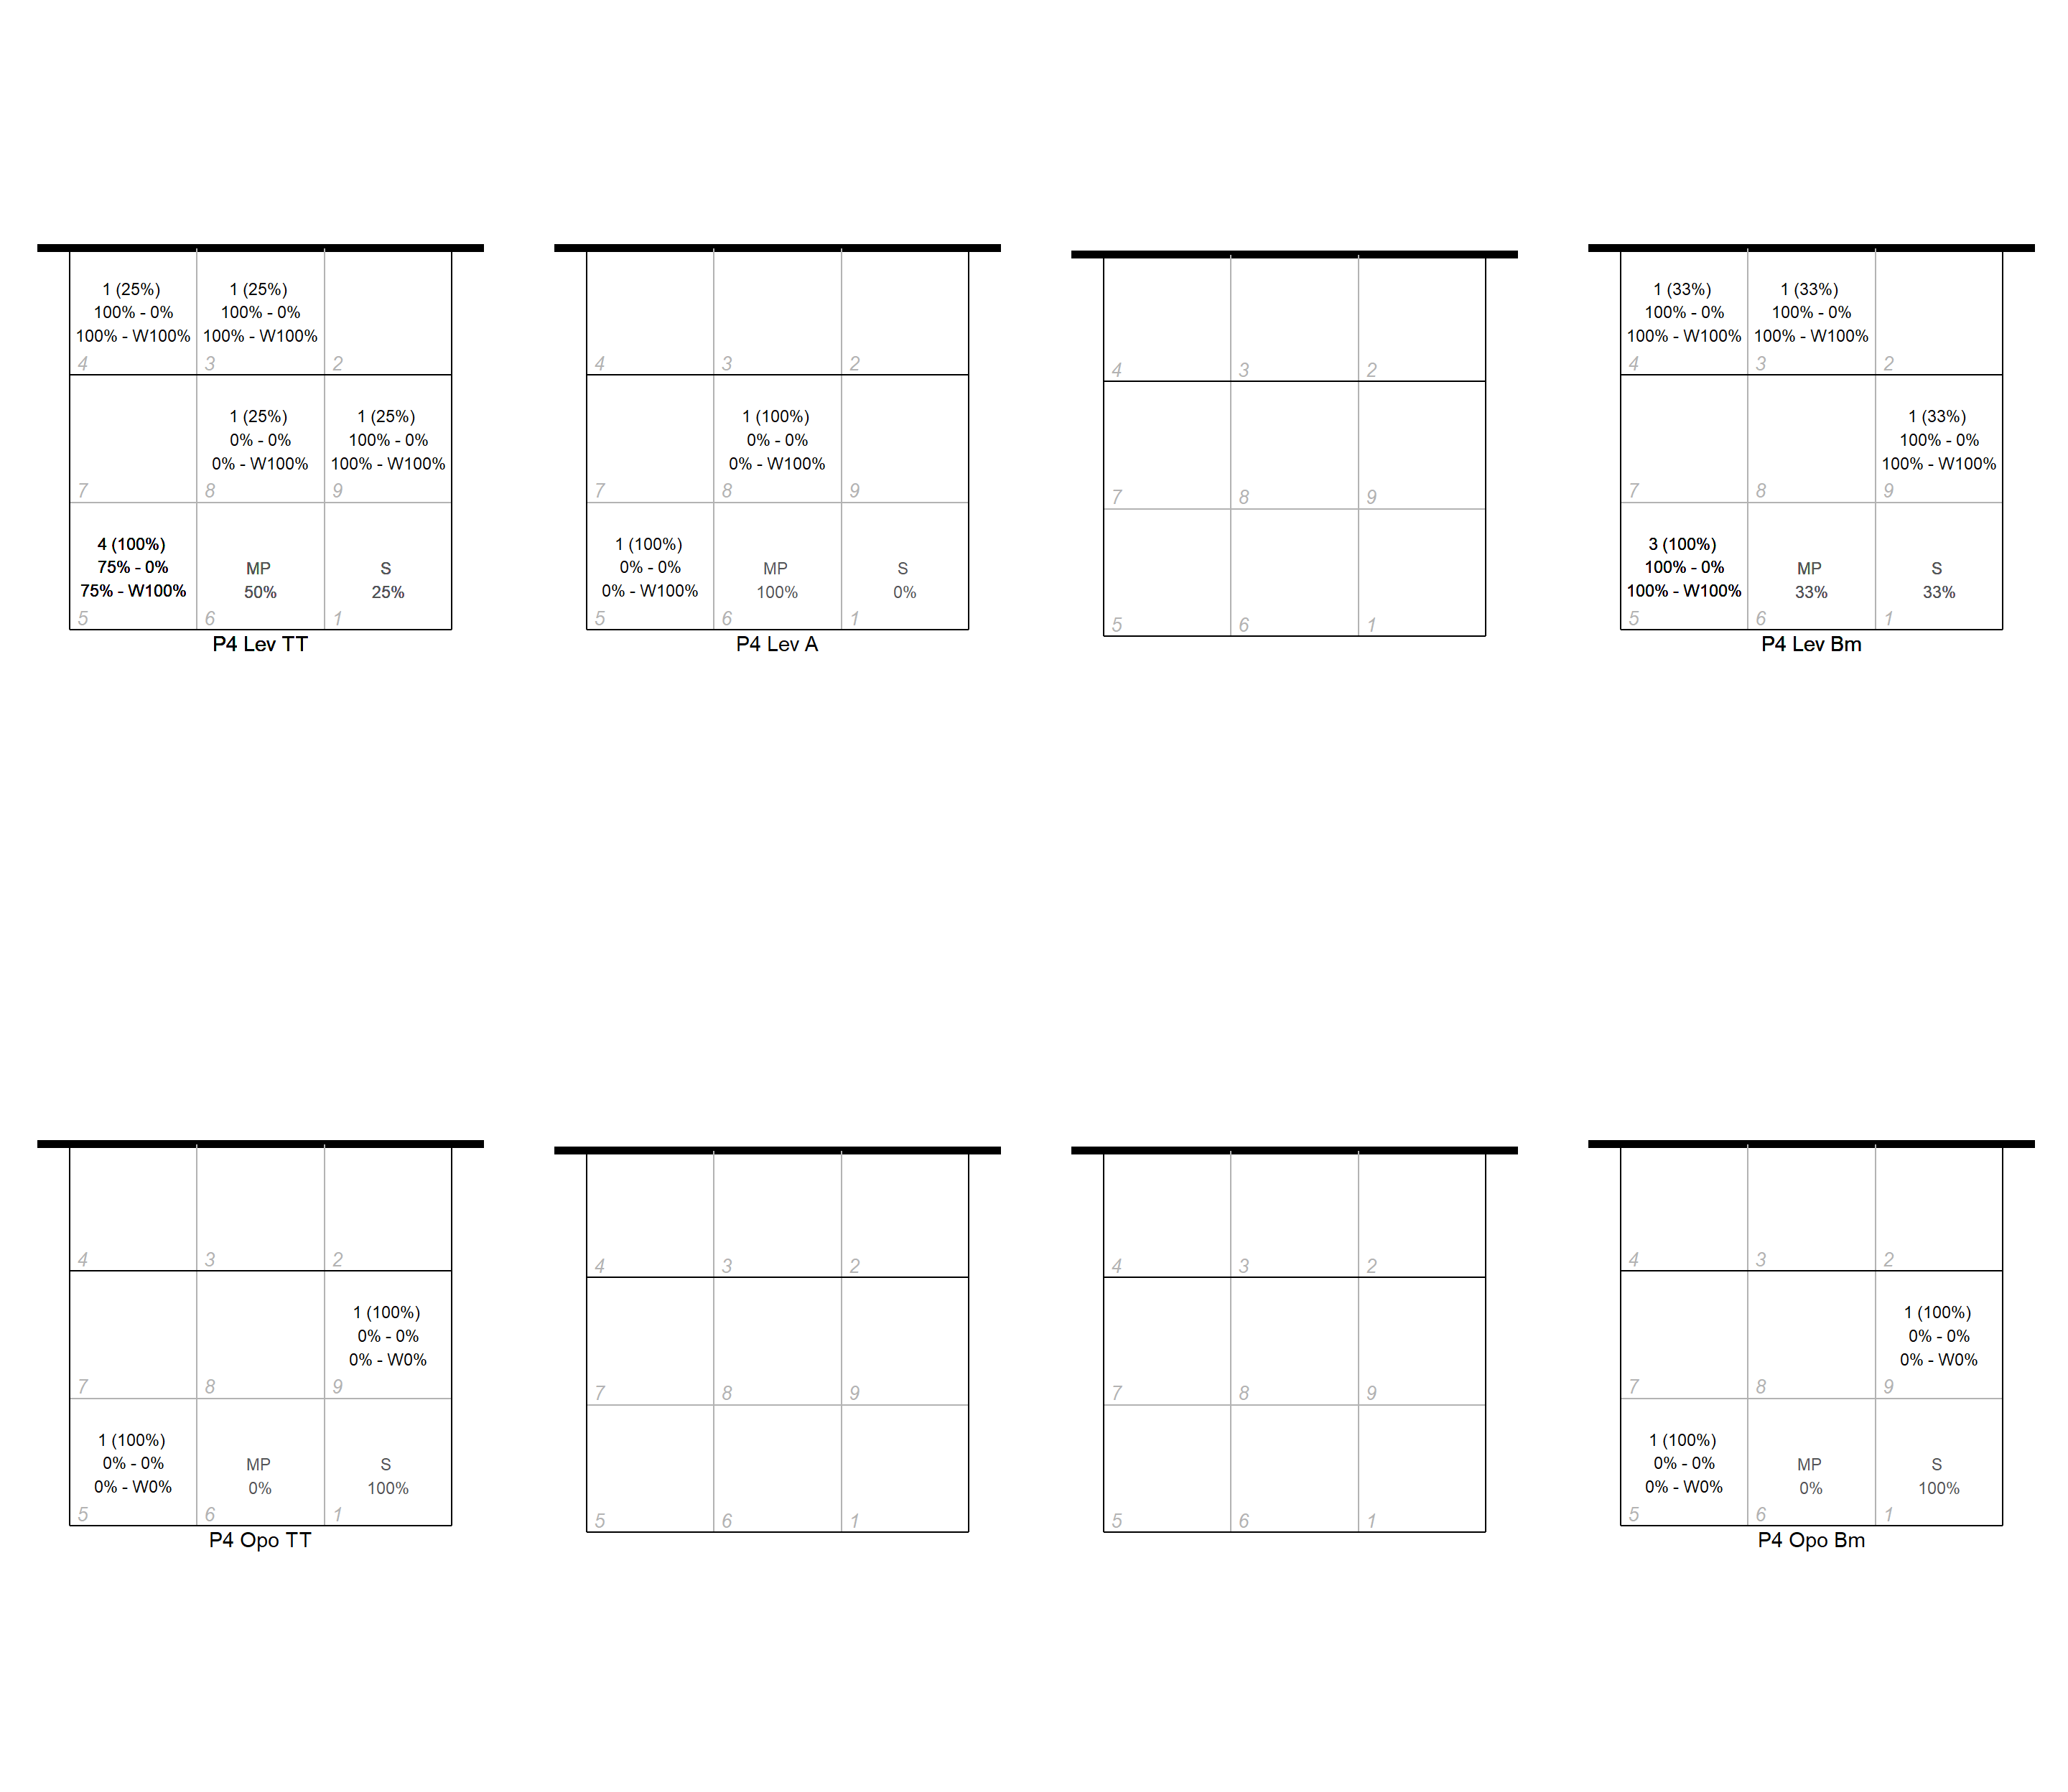 1 (25%)
100% - 0%
100% - W100%
4
1 (25%)
100% - 0%
100% - W100%
3
2
7
1 (25%)
0% - 0%
0% - W100%
8
1 (25%)
100% - 0%
100% - W100%
9
4 (100%)
75% - 0%
75% - W100%
5
MP
50%
6
S
25%
1
P4 Lev TT
4
3
2
7
1 (100%)
0% - 0%
0% - W100%
8
9
1 (100%)
0% - 0%
0% - W100%
5
MP
100%
6
S
0%
1
P4 Lev A
4
3
2
7
8
9
5
6
1
1 (33%)
100% - 0%
100% - W100%
4
1 (33%)
100% - 0%
100% - W100%
3
2
7
8
1 (33%)
100% - 0%
100% - W100%
9
3 (100%)
100% - 0%
100% - W100%
5
MP
33%
6
S
33%
1
P4 Lev Bm
4
3
2
7
8
1 (100%)
0% - 0%
0% - W0%
9
1 (100%)
0% - 0%
0% - W0%
5
MP
0%
6
S
100%
1
P4 Opo TT
4
3
2
7
8
9
5
6
1
4
3
2
7
8
9
5
6
1
4
3
2
7
8
1 (100%)
0% - 0%
0% - W0%
9
1 (100%)
0% - 0%
0% - W0%
5
MP
0%
6
S
100%
1
P4 Opo Bm